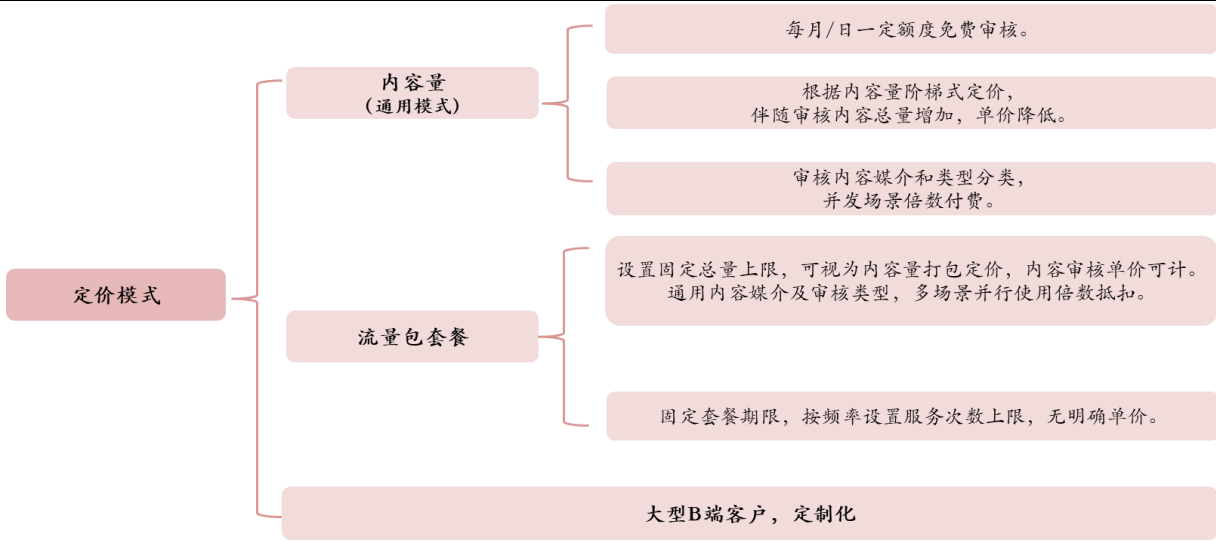 每月/日一定额度免费审核。
内容量
(通用模式)
根据内容量阶梯式定价，
伴随审核内容总量增加，单价降低。
审核内容媒介和类型分类，
并发场景倍数付费。
定价模式
设置固定总量上限，可视为内容量打包定价，内容审核单价可计。
通用内容媒介及审核类型，多场景并行使用倍数抵扣。
流量包套餐
固定套餐期限，按频率设置服务次数上限，无明确单价。
大型B端客户，定制化